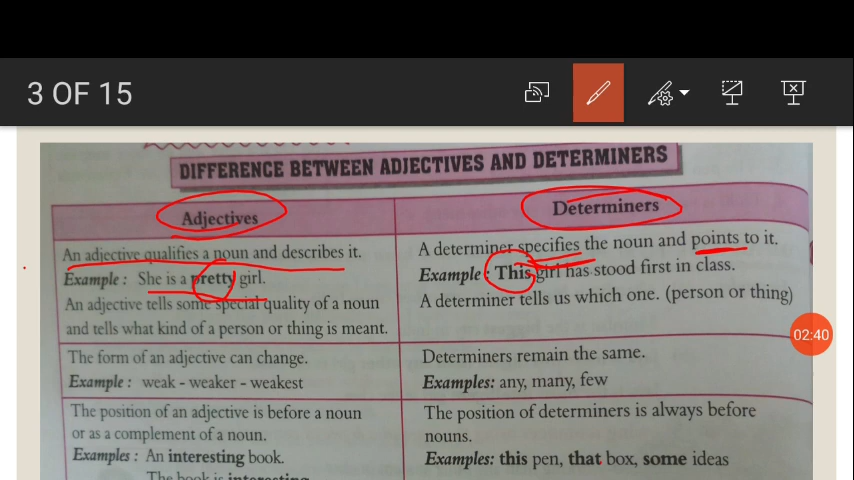 3 OF 15
DIFFERENCE BETWEEN ADJECTIVES AND DETERMINERS
Adjectives
An adjective qualifies a noun and describes it.
Example : She is a pretty girl.
An adjective tells some special quality of a noun
and tells what kind of a person or thing is meant.
Determiners
A determiner specifies the noun and points to it.
Example : This girl has stood first in class.
A determiner tells us which one. (person or thing)
02:40
The form of an adjective can change.
Example : weak - weaker - weakest
Determiners remain the same.
Examples: any, many, few
The position of an adjective is before a noun
or as a complement of a noun.
Examples : An interesting book.
The book is interesting
The position of determiners is always before
nouns.
Examples: this pen, that box, some ideas